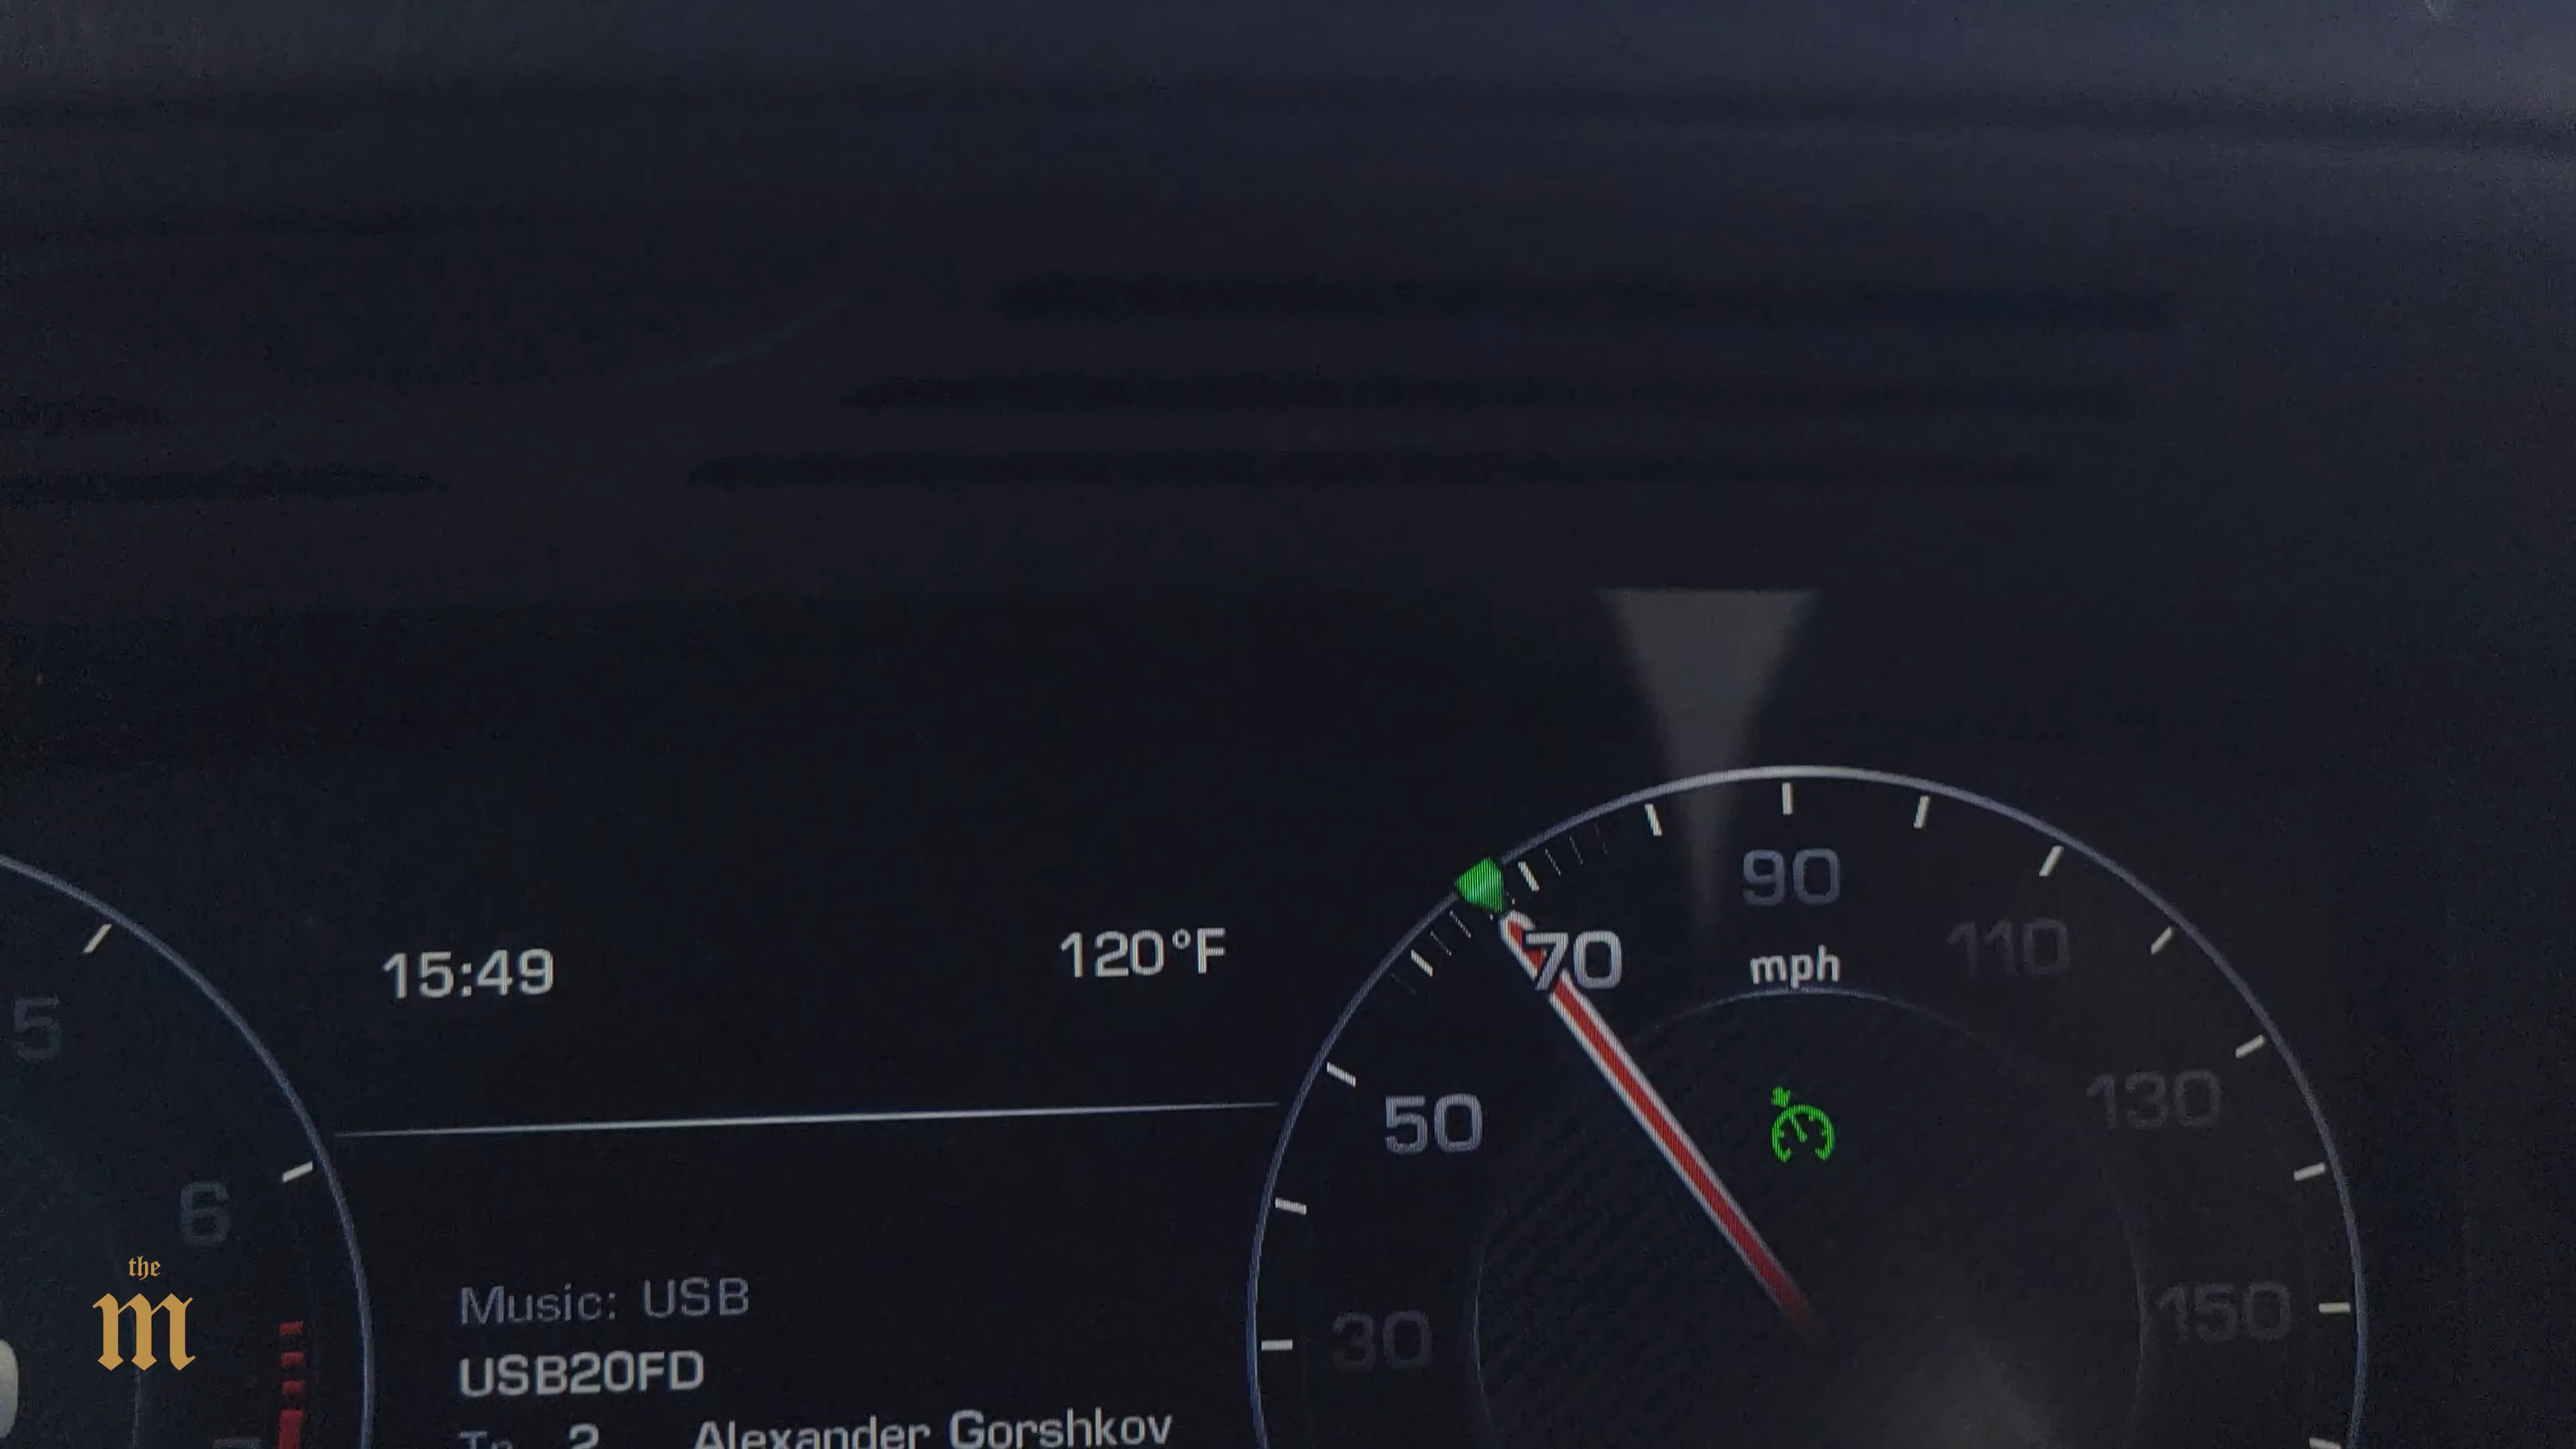 15:49
120°F
Music: USB
USB20FD
2 Alexander Gorshkov
5
6
30
50
70
90
110
130
150
mph
the
m